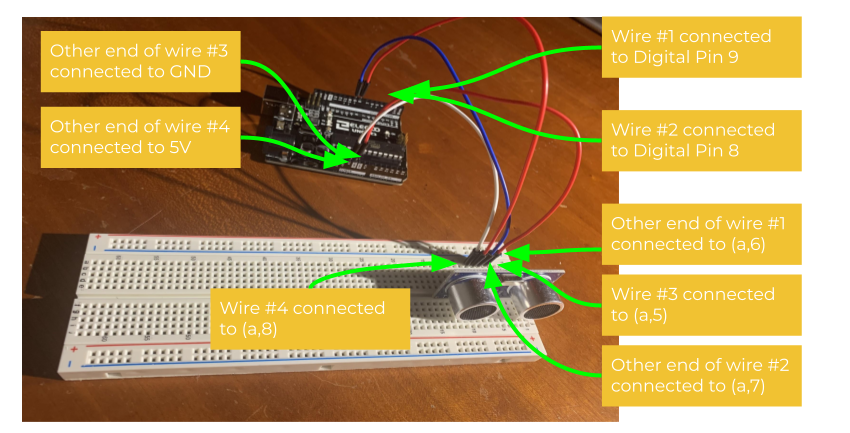 Other end of wire #3
connected to GND
Other end of wire #4
connected to 5V
Wire #1 connected
to Digital Pin 9
Wire #2 connected
to Digital Pin 8
ELEGOO
Other end of wire #1
connected to (a,6)
Wire #3 connected
to (a,5)
Wire #4 connected
to (a,8)
Other end of wire #2
connected to (a,7)